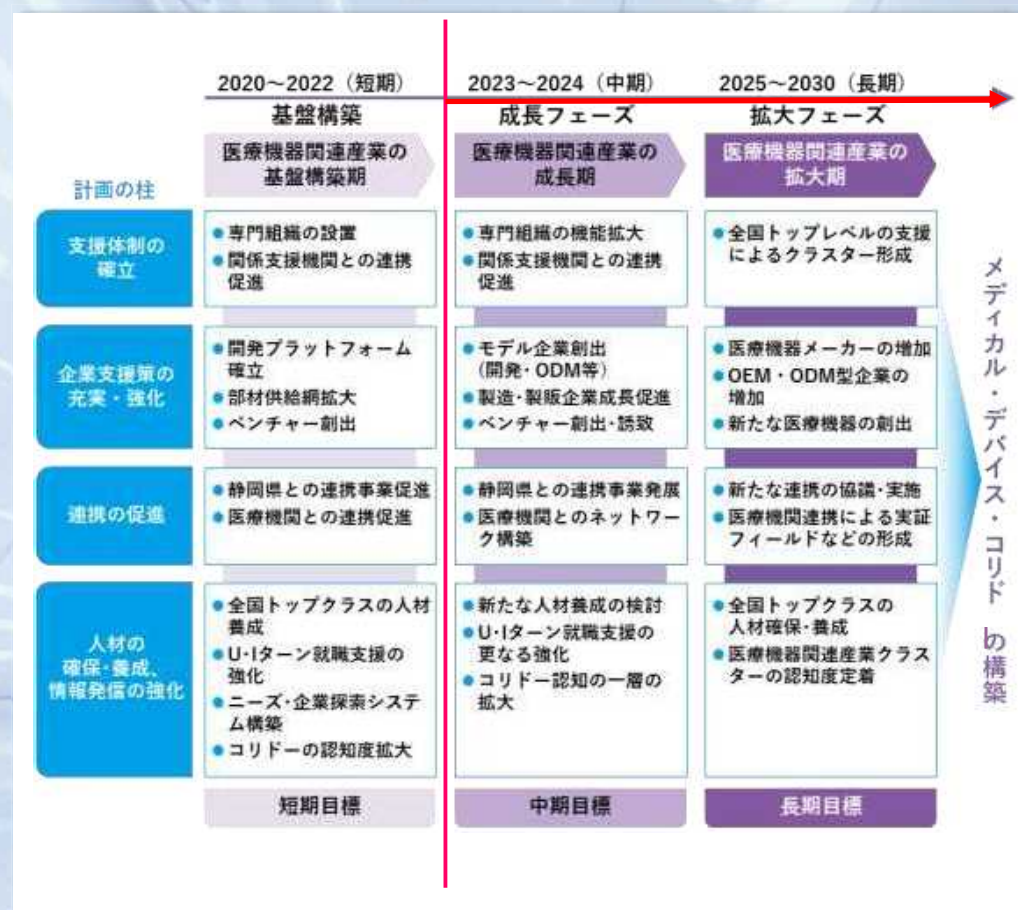 2020～2022（短期）
2023～2024（中期）
2025～2030（長期）
基盤構築
成長フェーズ
拡大フェーズ
医療機器関連産業の
基盤構築期
医療機器関連産業の
成長期
医療機器関連産業の
拡大期
計画の柱
支援体制の
確立
●専門組織の設置
●関係支援機関との連携
促進
●専門組織の機能拡大
●関係支援機関との連携
促進
●全国トップレベルの支援
によるクラスター形成
企業支援策の
充実・強化
●開発プラットフォーム
確立
●部材供給網拡大
●ベンチャー創出
●モデル企業創出
（開発・ODM等）
●製造・製販企業成長促進
●ベンチャー創出・誘致
●医療機器メーカーの増加
●OEM・ODM型企業の
増加
●新たな医療機器の創出
連携の促進
●静岡県との連携事業促進
●医療機関との連携促進
●静岡県との連携事業発展
●医療機関とのネットワー
ク構築
●新たな連携の協議・実施
●医療機関連携による実証
フィールドなどの形成
人材の
確保・養成、
情報発信の強化
●全国トップクラスの人材
養成
●U・Iターン就職支援の
強化
●ニーズ・企業探索システ
ム構築
●コリドーの認知度拡大
●新たな人材養成の検討
●U・Iターン就職支援の
更なる強化
●コリドー認知の一層の
拡大
●全国トップクラスの
人材確保・養成
●医療機器関連産業クラス
ターの認知度定着
短期目標
中期目標
長期目標
メディカル・デバイス・コリドーの構築